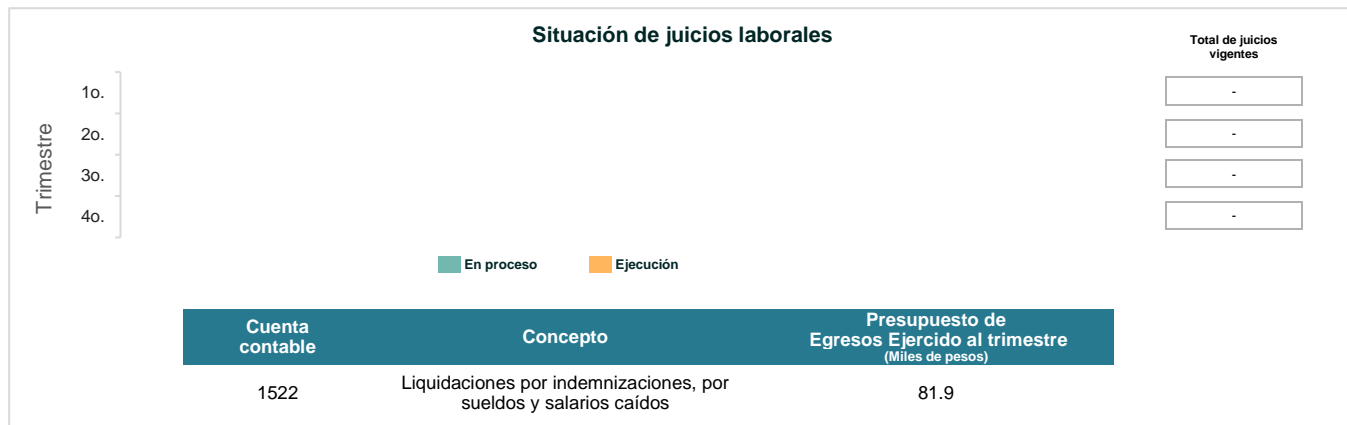 Situación de juicios laborales
Total de juicios
vigentes
Trimestre
1o.
-
2o.
-
3o.
-
4o.
-
En proceso
Ejecución
Cuenta
contable
Concepto
Presupuesto de
Egresos Ejercido al trimestre
(Miles de pesos)
1522
Liquidaciones por indemnizaciones, por
sueldos y salarios caídos
81.9